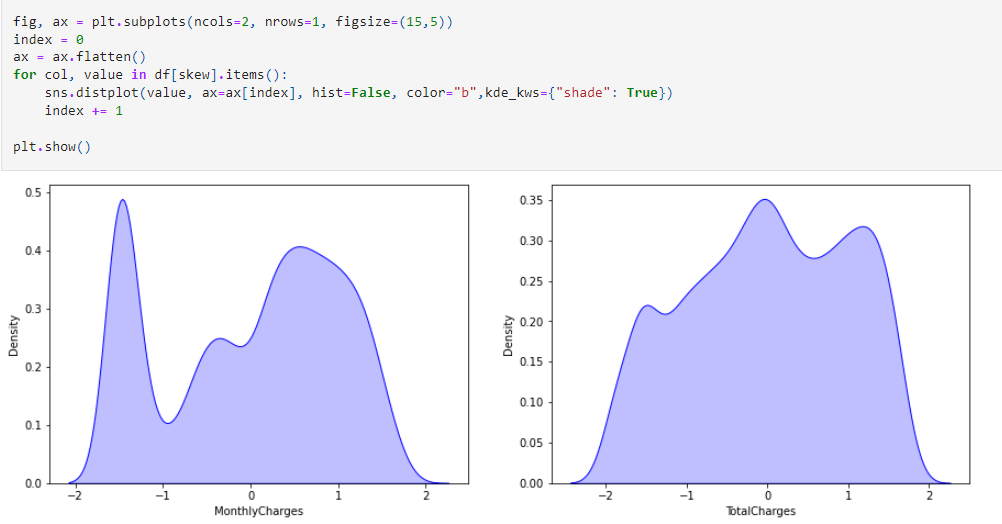 fig, ax = plt.subplots(ncols=2, nrows=1, figsize=(15,5))
index = 0
ax = ax.flatten()
for col, value in df[skew].items():
    sns.distplot(value, ax=ax[index], hist=False, color="b",kde_kws={"shade": True})
    index += 1
plt.show()
0.5
0.4
0.3
0.2
0.1
0.0
Density
−2 −1 0 1 2
MonthlyCharges
0.35
0.30
0.25
0.20
0.15
0.10
0.05
0.00
Density
−2 −1 0 1 2
TotalCharges